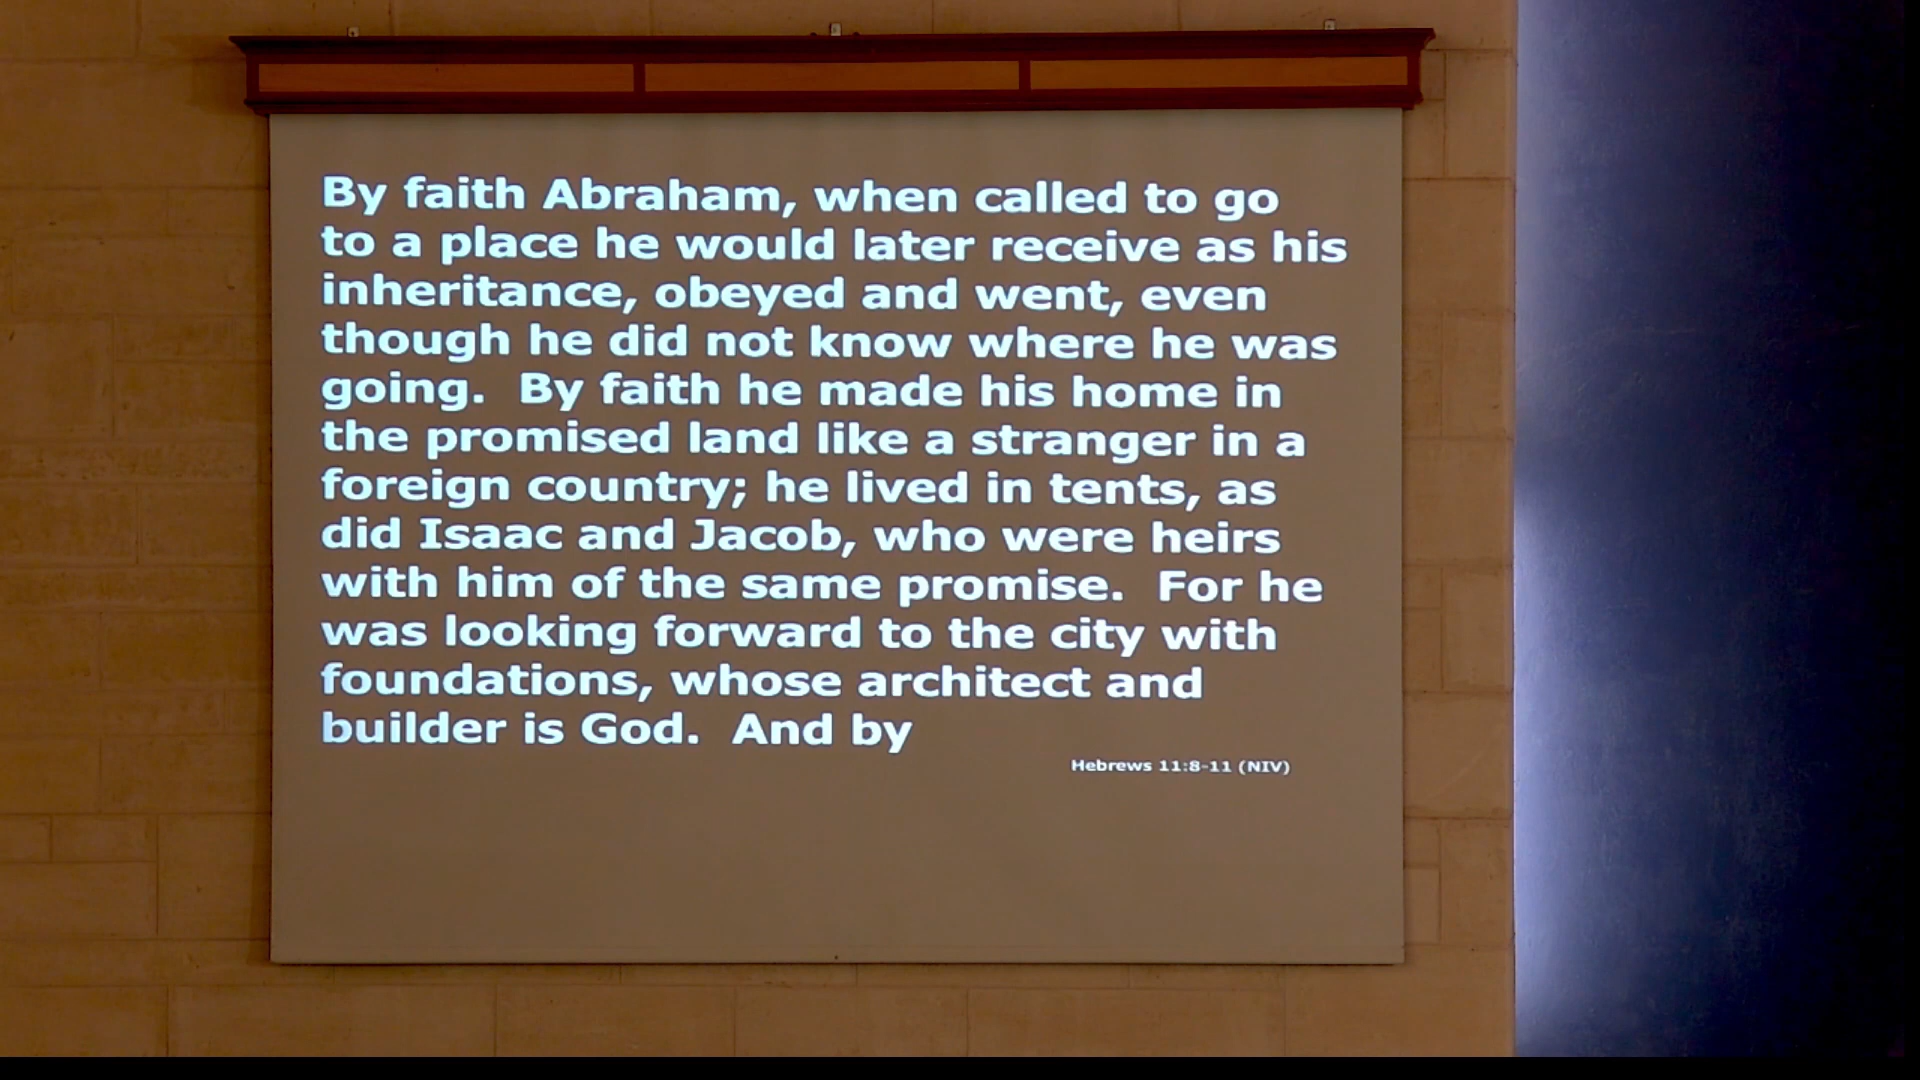 By faith Abraham, when called to go
to a place he would later receive as his
inheritance, obeyed and went, even
though he did not know where he was
going.  By faith he made his home in
the promised land like a stranger in a
foreign country; he lived in tents, as
did Isaac and Jacob, who were heirs
with him of the same promise.  For he
was looking forward to the city with
foundations, whose architect and
builder is God.  And by
Hebrews 11:8-11 (NIV)